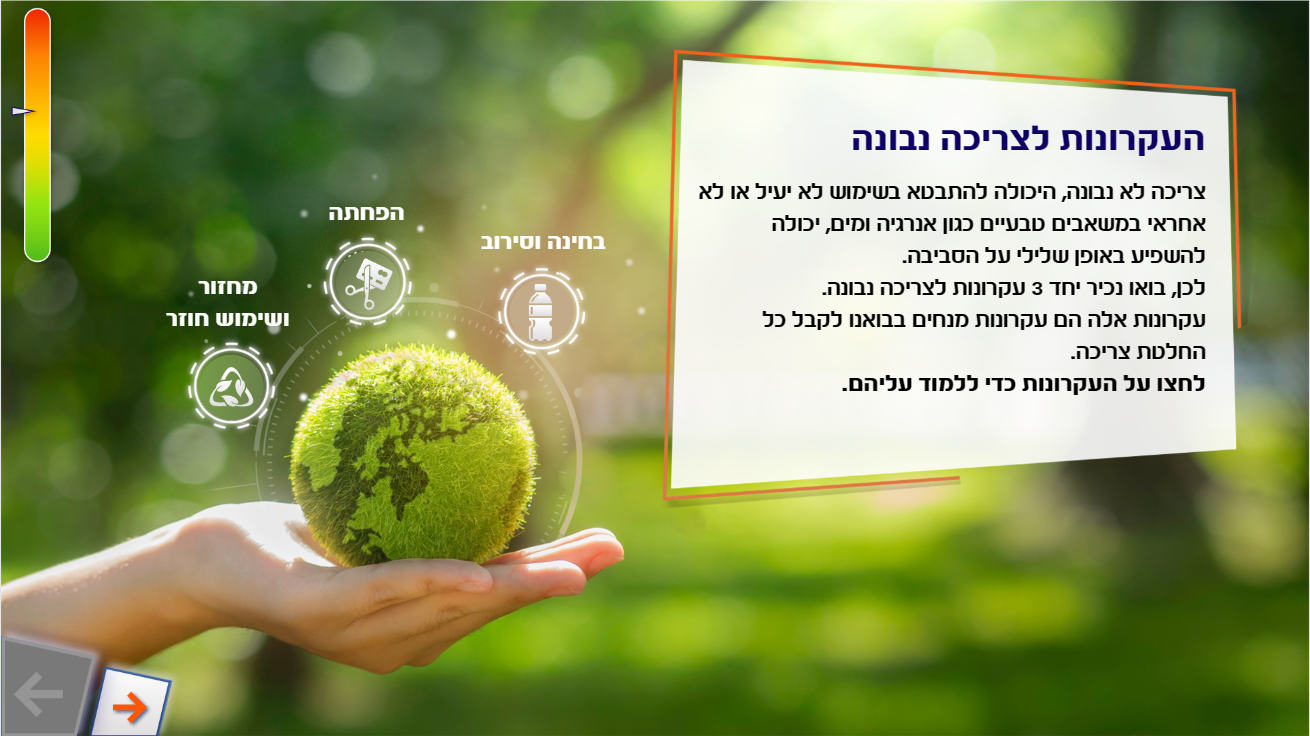 העקרונות לצריכה נבונה
צריכה לא נבונה, היכולה להתבטא בשימוש לא יעיל או לא
אחראי במשאבים טבעיים כגון אנרגיה ומים, יכולה
להשפיע באופן שלילי על הסביבה.
לכן, בואו נכיר יחד 3 עקרונות לצריכה נבונה.
עקרונות אלה הם עקרונות מנחים בבואנו לקבל כל
החלטת צריכה.
לחצו על העקרונות כדי ללמוד עליהם.
בחינה וסירוב
הפחתה
מחזור
ושימוש חוזר